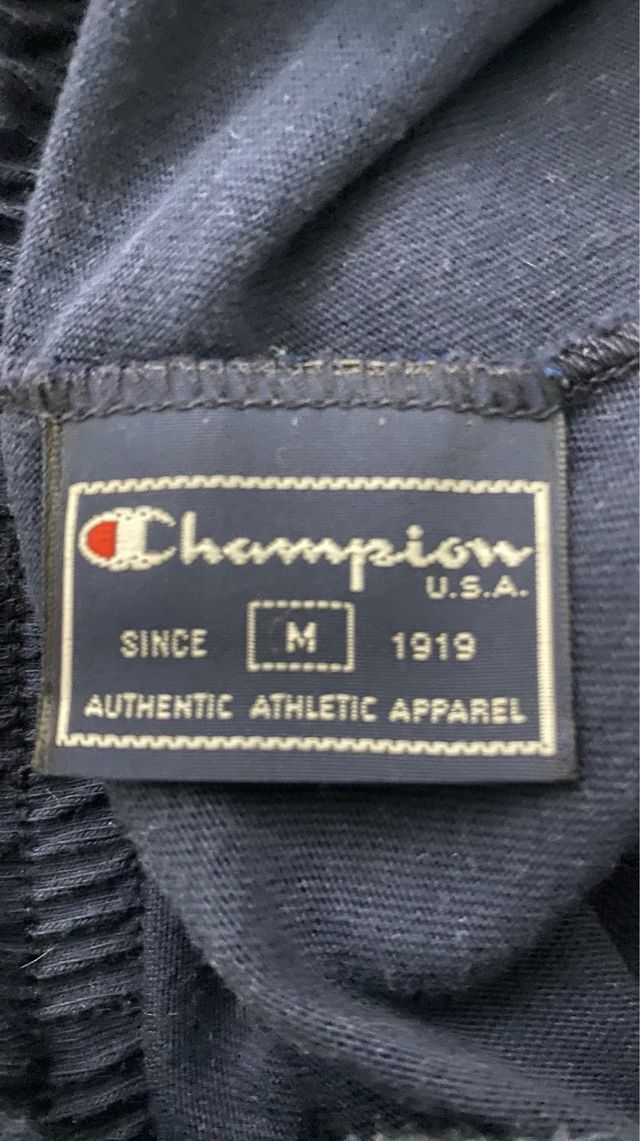 Champion
U.S.A.
SINCE M 1919
AUTHENTIC ATHLETIC APPAREL